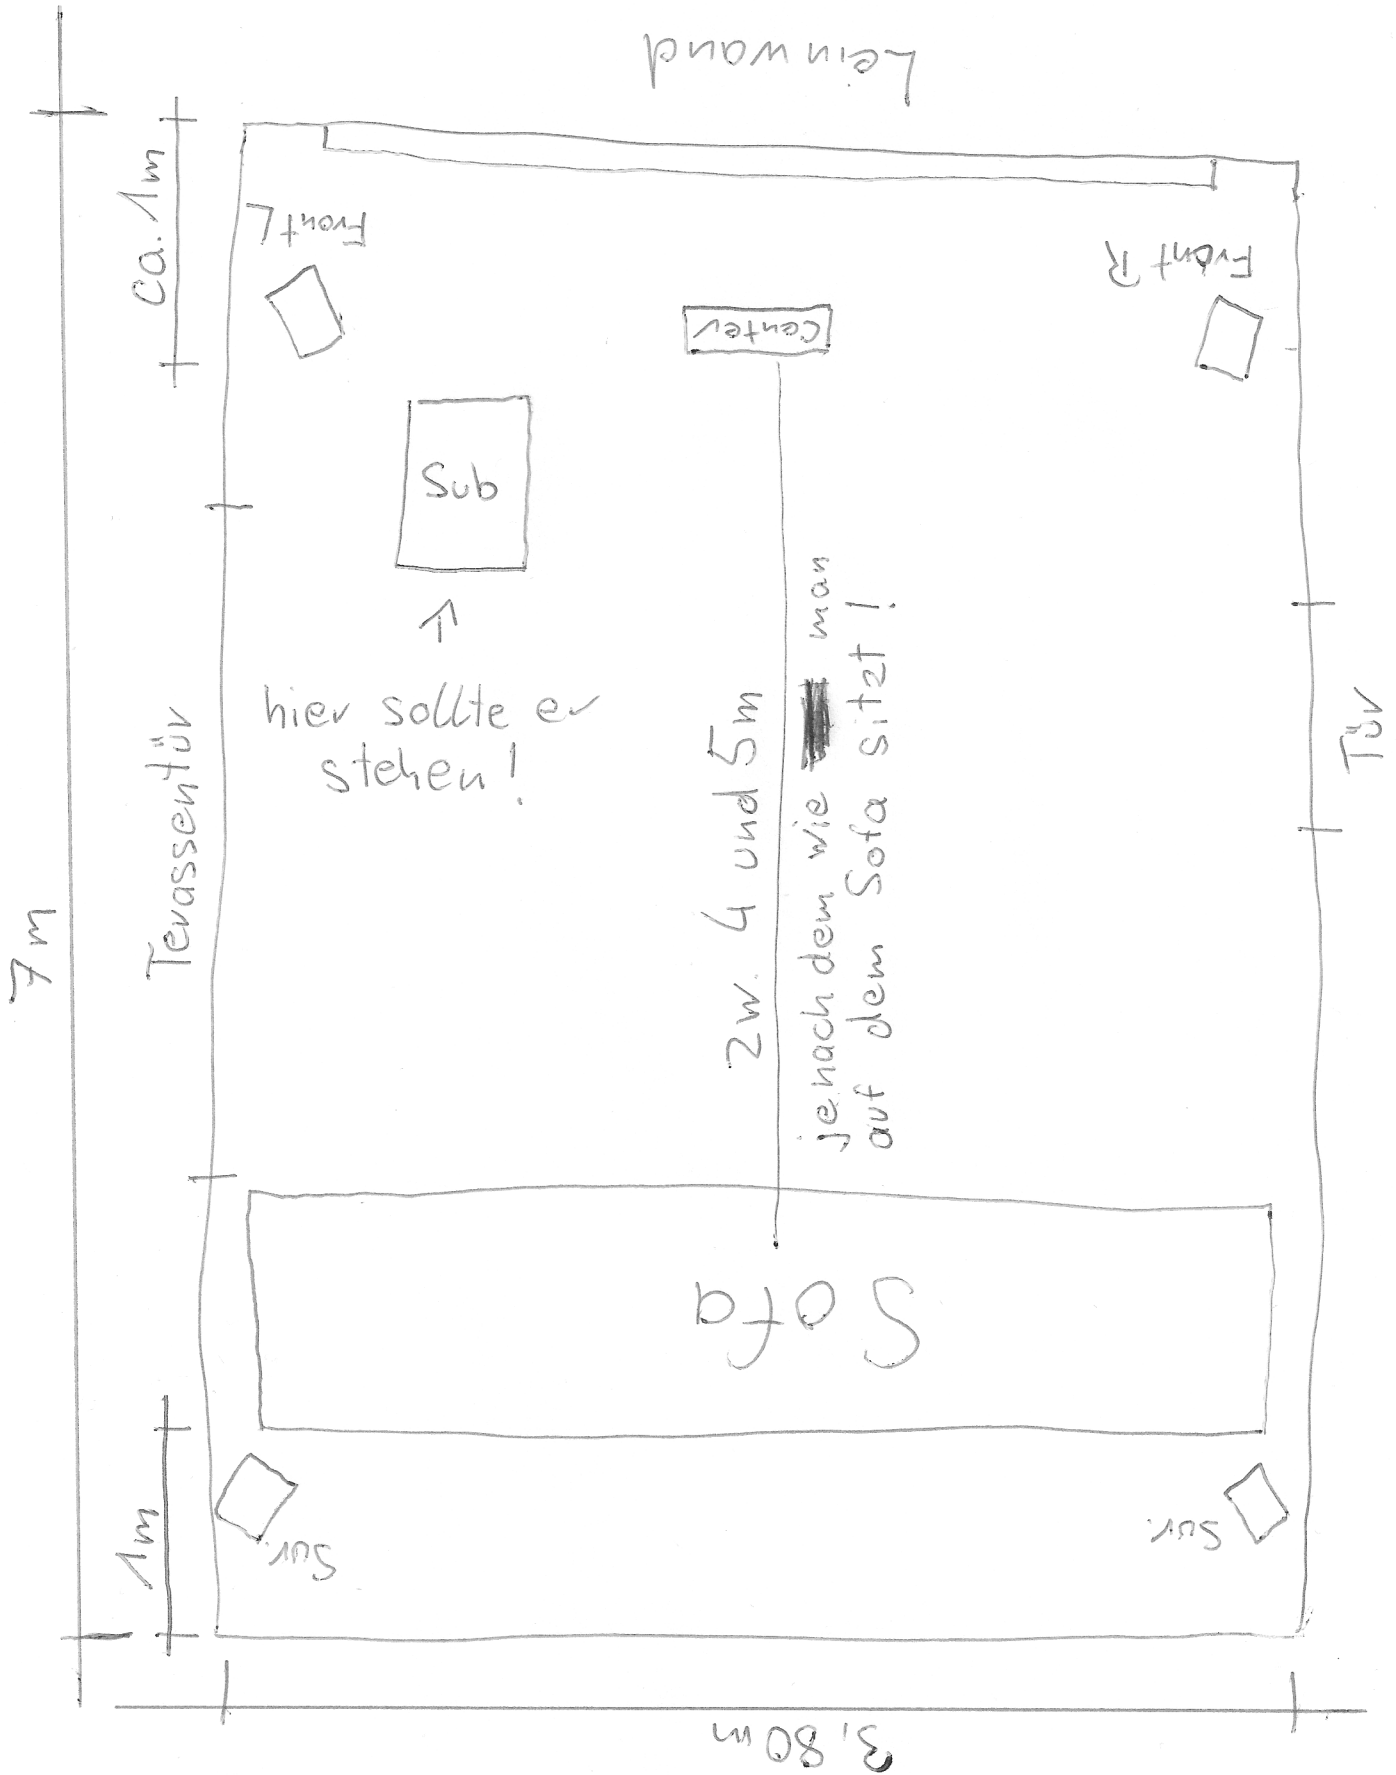 Leinwand
ca. 1m
Front L
Front R
Center
Sub
hier sollte er
stehen!
7m
Terassentür
zw. 4 und 5m
je nach dem wie man
auf dem Sofa sitzt!
Tür
Sofa
1m
Sur.
Sur.
3,80m